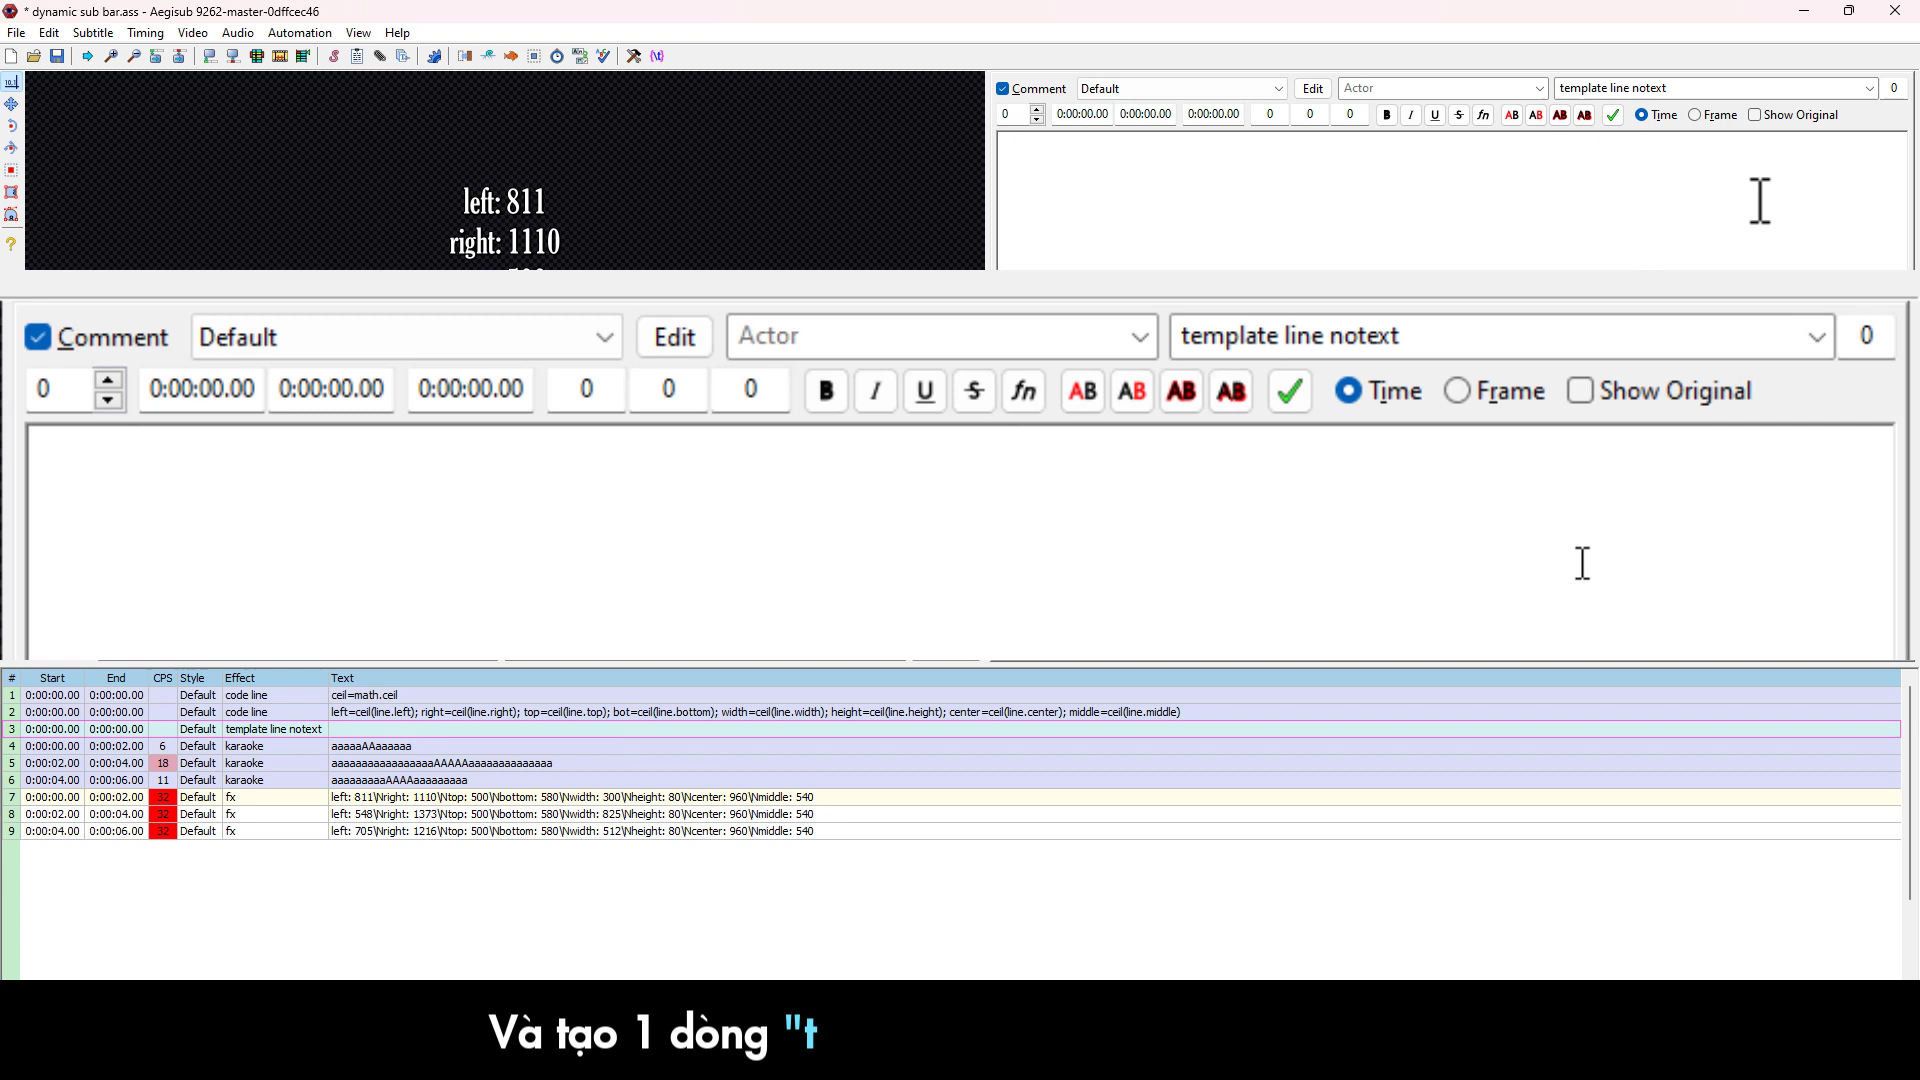 * dynamic sub bar.ass - Aegisub 9262-master-0dffcec46
File Edit Subtitle Timing Video Audio Automation View Help
left: 811
right: 1110
Comment Default Edit Actor template line notext 0
0 0:00:00.00 0:00:00.00 0:00:00.00 0 0 0 B I U S fn AB AB AB AB Time Frame Show Original
Comment Default Edit Actor template line notext 0
0 0:00:00.00 0:00:00.00 0:00:00.00 0 0 0 B I U S fn AB AB AB AB Time Frame Show Original
# Start End CPS Style Effect Text
1 0:00:00.00 0:00:00.00 Default code line ceil=math.ceil
2 0:00:00.00 0:00:00.00 Default code line left=ceil(line.left); right=ceil(line.right); top=ceil(line.top); bot=ceil(line.bottom); width=ceil(line.width); height=ceil(line.height); center=ceil(line.center); middle=ceil(line.middle)
3 0:00:00.00 0:00:00.00 Default template line notext
4 0:00:00.00 0:00:02.00 6 Default karaoke aaaaaAAaaaaaa
5 0:00:02.00 0:00:04.00 18 Default karaoke aaaaaaaaaaaaaaaaaAAAAAaaaaaaaaaaaaaa
6 0:00:04.00 0:00:06.00 11 Default karaoke aaaaaaaaaAAAAaaaaaaaaa
7 0:00:00.00 0:00:02.00 32 Default fx left: 811\Nright: 1110\Ntop: 500\Nbottom: 580\Nwidth: 300\Nheight: 80\Ncenter: 960\Nmiddle: 540
8 0:00:02.00 0:00:04.00 32 Default fx left: 548\Nright: 1373\Ntop: 500\Nbottom: 580\Nwidth: 825\Nheight: 80\Ncenter: 960\Nmiddle: 540
9 0:00:04.00 0:00:06.00 32 Default fx left: 705\Nright: 1216\Ntop: 500\Nbottom: 580\Nwidth: 512\Nheight: 80\Ncenter: 960\Nmiddle: 540
Và tạo 1 dòng "t